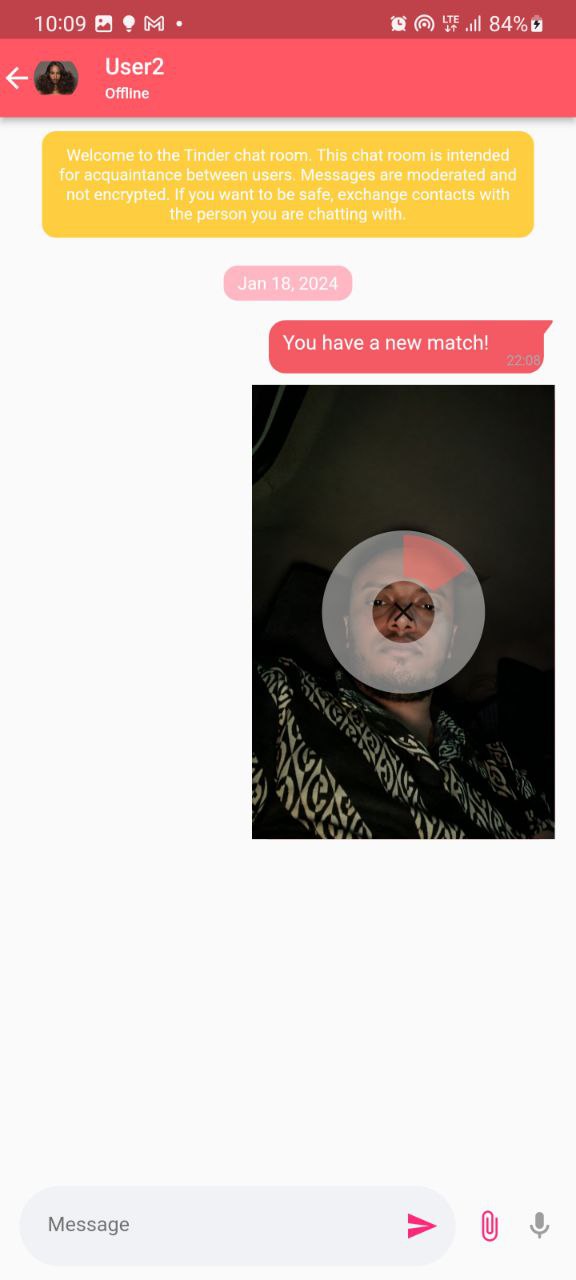 10:09
LTE
84%
User2
Offline
Welcome to the Tinder chat room. This chat room is intended
for acquaintance between users. Messages are moderated and
not encrypted. If you want to be safe, exchange contacts with
the person you are chatting with.
Jan 18, 2024
You have a new match!
22:08
Message